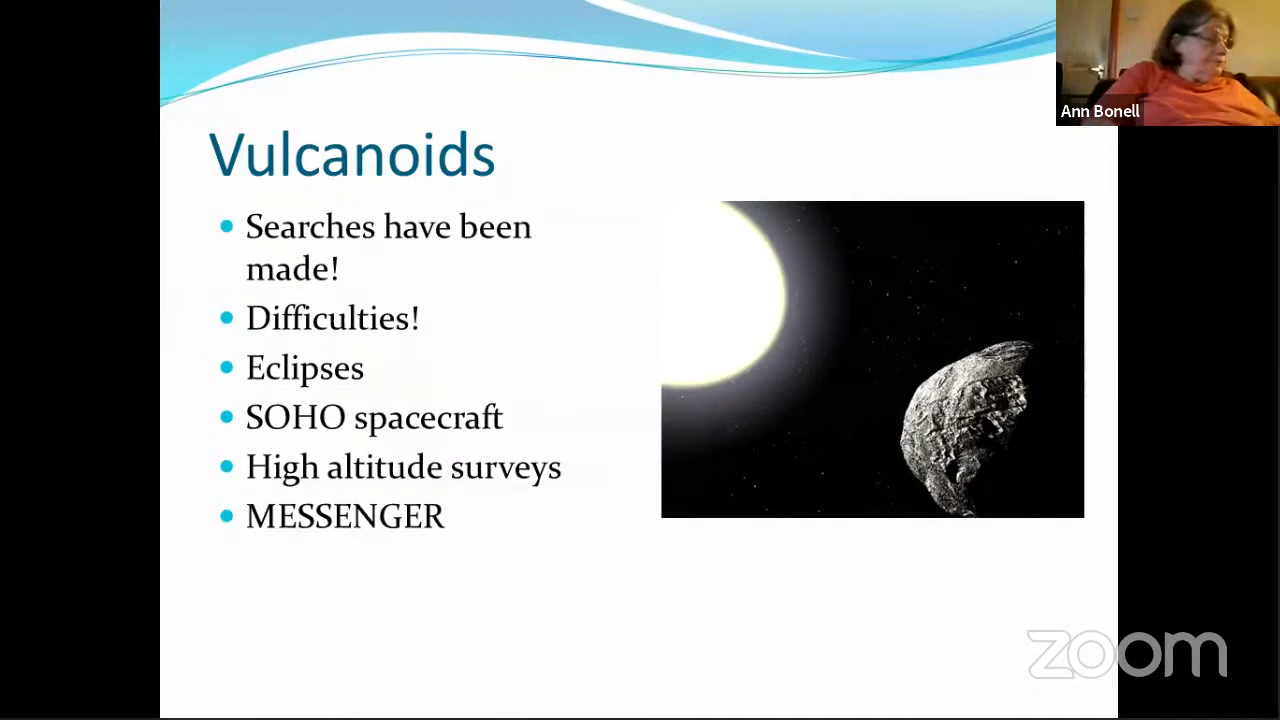 Ann Bonell
Vulcanoids
Searches have been
made!
Difficulties!
Eclipses
SOHO spacecraft
High altitude surveys
MESSENGER
zoom